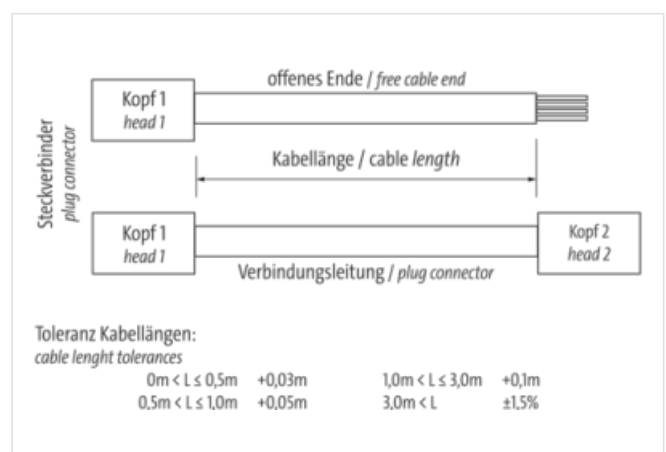 offenes Ende / free cable end
Kopf 1
head 1
Steckverbinder
plug connector
Kabellänge / cable length
Kopf 1
head 1
Kopf 2
head 2
Verbindungsleitung / plug connector
Toleranz Kabellängen:
cable lenght tolerances
0m < L ≤ 0,5m +0,03m 1,0m < L ≤ 3,0m +0,1m
0.5m < L ≤ 1,0m +0,05m 3,0m < L ±1,5%